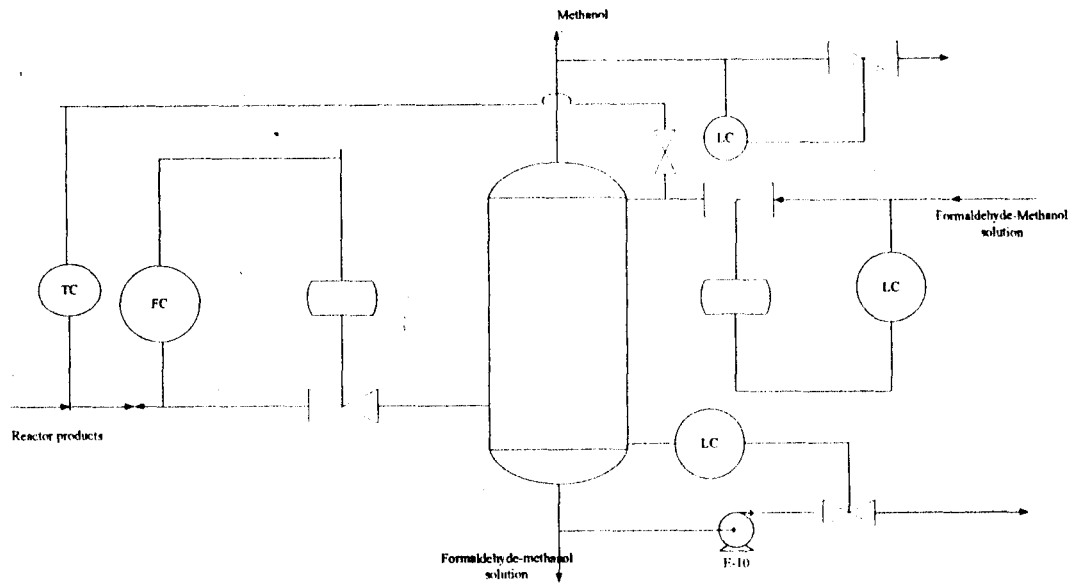 Methanol
LC
Formaldehyde-Methanol
solution
TC
FC
LC
Reactor products
LC
Formaldehyde-methanol
solution
E-10